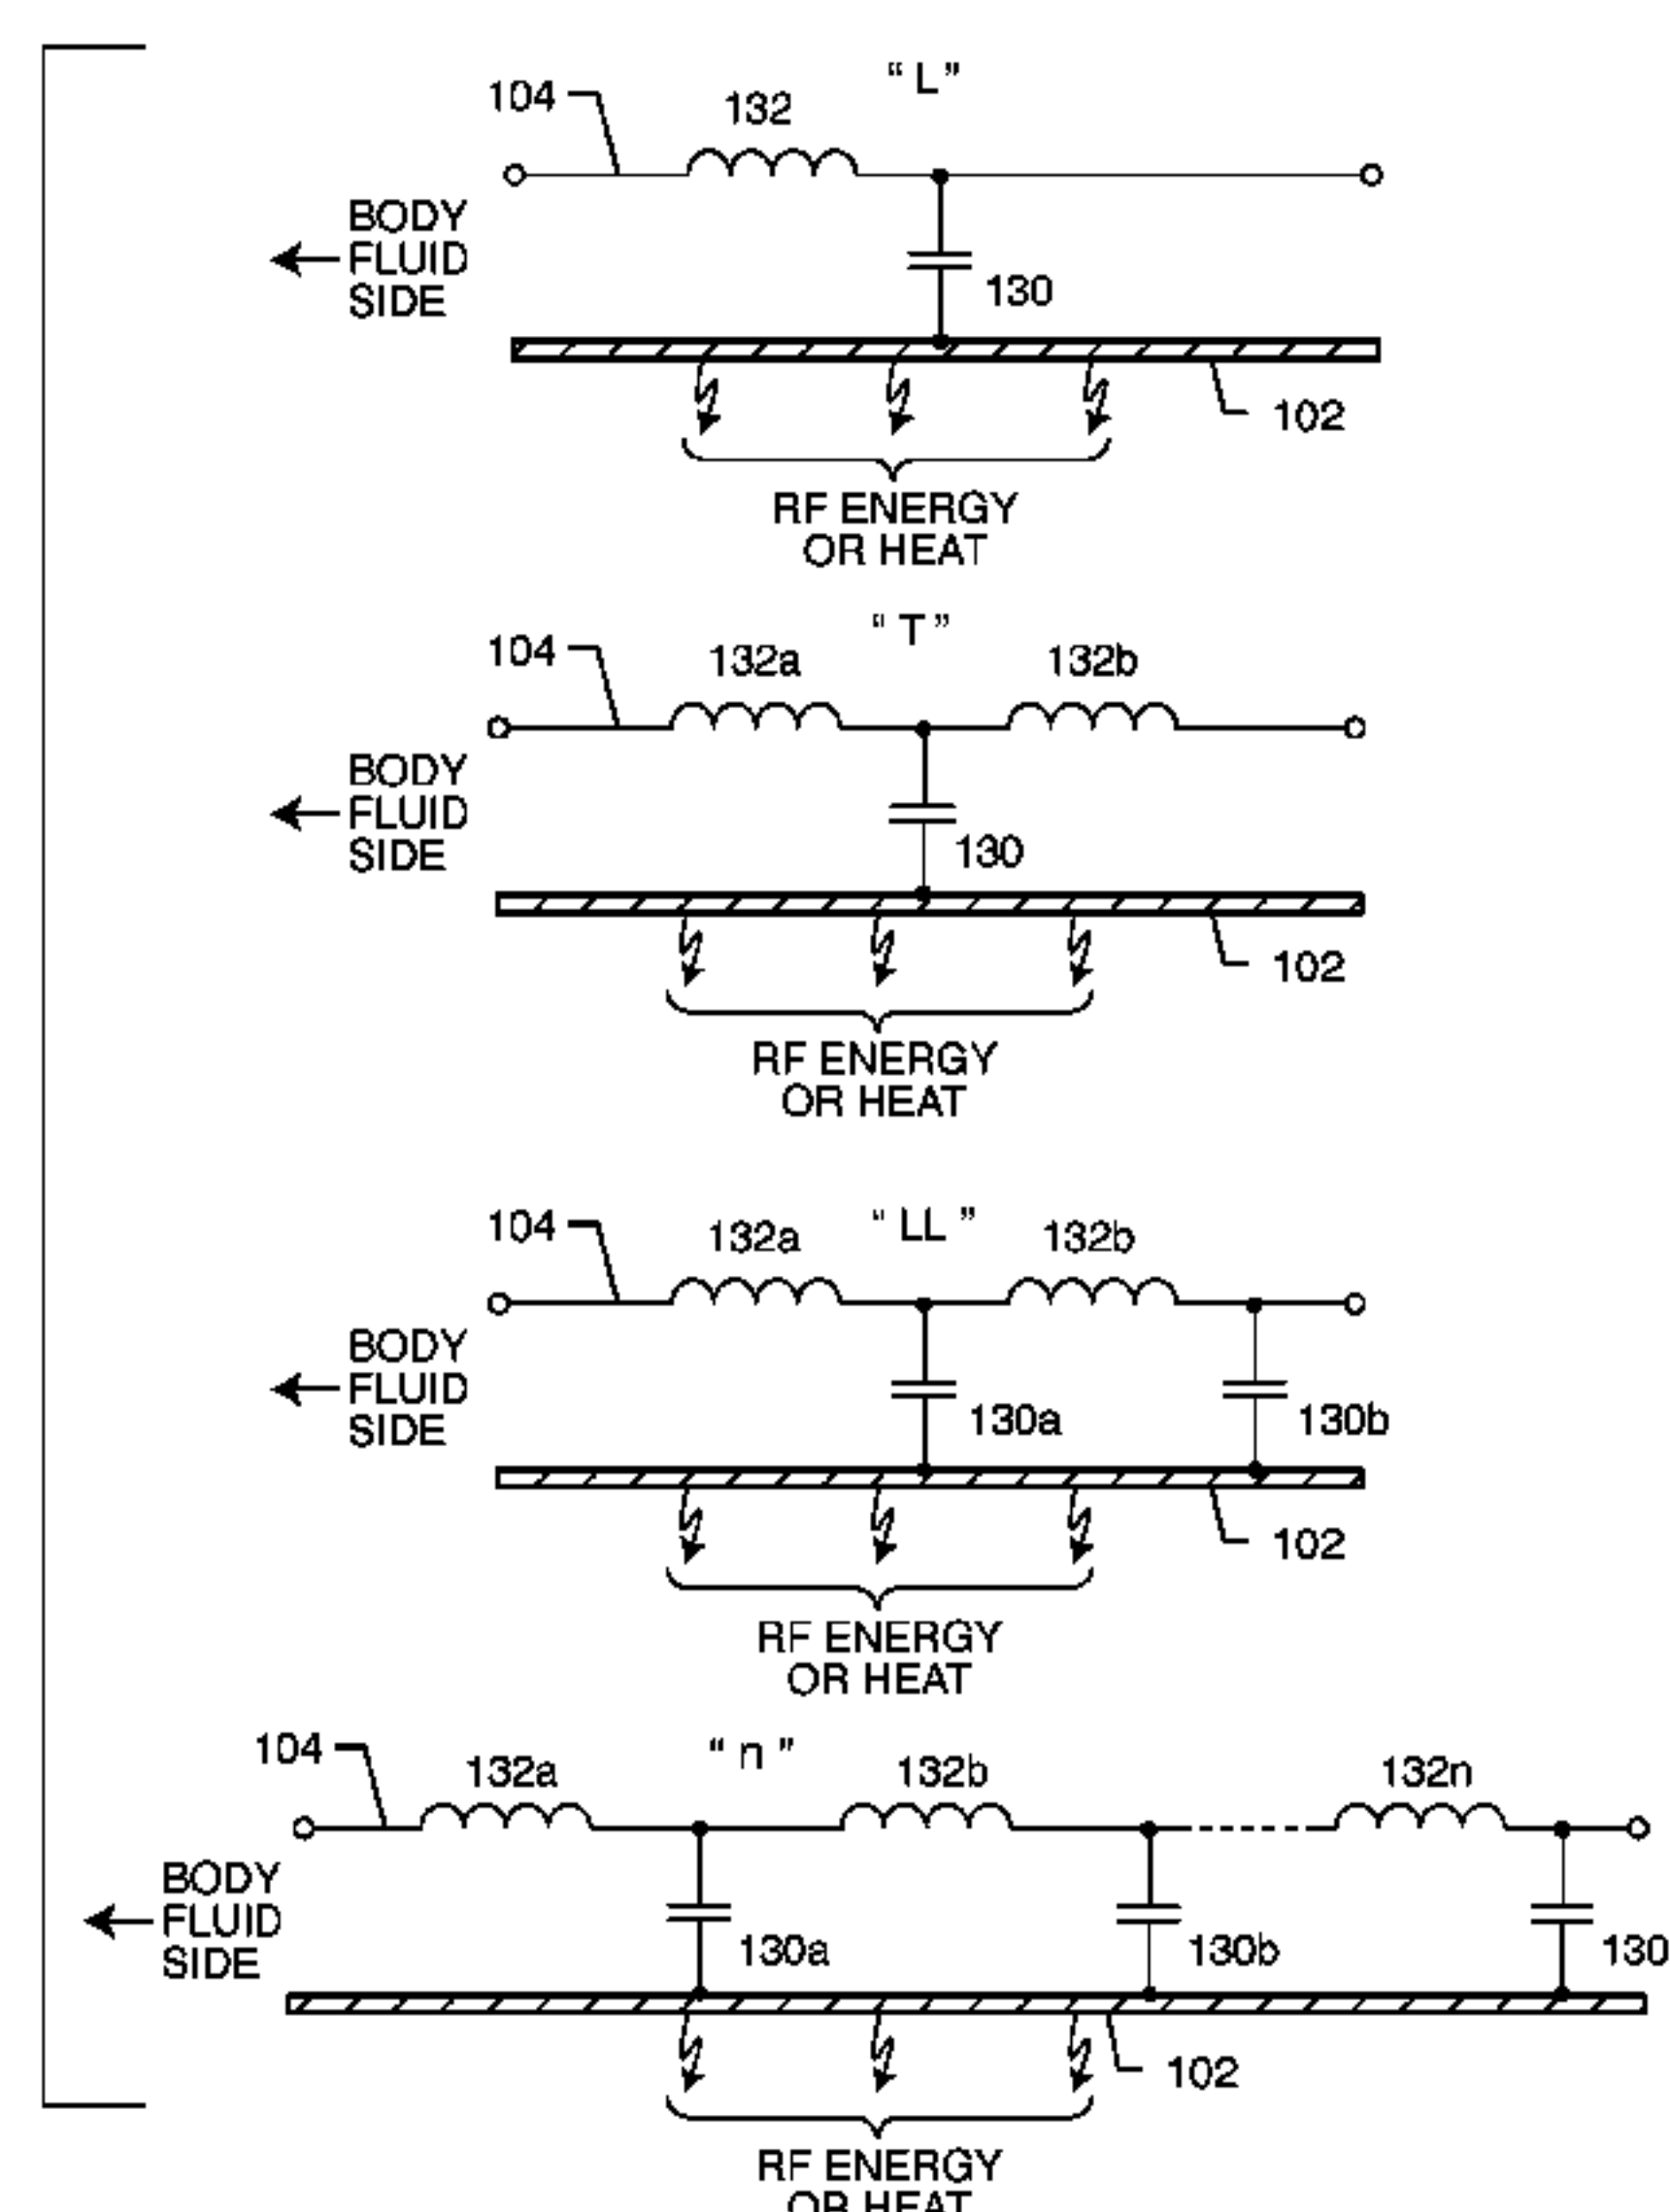 “ L ”
104
132
BODY
FLUID
SIDE
130
102
RF ENERGY
OR HEAT
“ T ”
104
132a
132b
BODY
FLUID
SIDE
130
102
RF ENERGY
OR HEAT
“ LL ”
104
132a
132b
BODY
FLUID
SIDE
130a
130b
102
RF ENERGY
OR HEAT
“ n ”
104
132a
132b
132n
BODY
FLUID
SIDE
130a
130b
130
102
RF ENERGY
OR HEAT